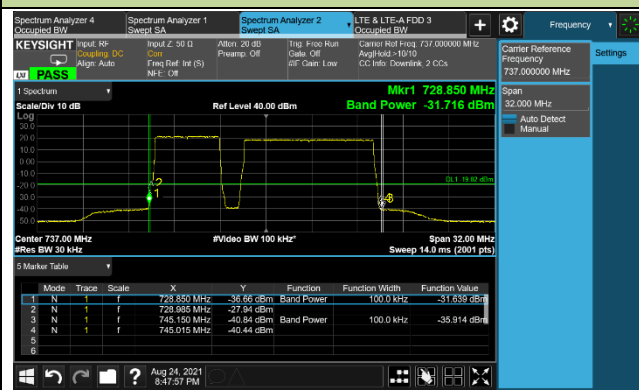 Spectrum Analyzer 4 Spectrum Analyzer 1 Spectrum Analyzer 2 LTE & LTE-A FDD 3 + Frequency
Occupied BW Swept SA Swept SA Occupied BW
KEYSIGHT Input: RF Input Z: 50 Ω Atten: 20 dB Trig: Free Run Carrier Ref Freq: 737.000000 MHz
Coupling: DC Corr Preamp: Off Gate: Off Avg|Hold >10/10
Align: Auto Freq Ref: Int (S) #IF Gain: Low CC Info: Downlink, 2 CCs
LXI PASS NFE: Off
Carrier Reference Frequency
737.000000 MHz
Settings
Span
32.000 MHz
Auto Detect
Manual
1 Spectrum Mkr1 728.850 MHz
Scale/Div 10 dB Ref Level 40.00 dBm Band Power -31.716 dBm
Log
30.0
20.0
10.0
0.00
-10.0
-20.0
-30.0
-40.0
-50.0
2
1
Center 737.00 MHz #Video BW 100 kHz* Span 32.00 MHz
#Res BW 30 kHz Sweep 14.0 ms (2001 pts)
5 Marker Table
Mode Trace Scale X Y Function Function Width Function Value
1 N 1 f 728.850 MHz -36.66 dBm Band Power 100.0 kHz -31.639 dBm
2 N 1 f 728.985 MHz -27.94 dBm
3 N 1 f 745.150 MHz -40.84 dBm Band Power 100.0 kHz -35.914 dBm
4 N 1 f 745.015 MHz -40.44 dBm
5
6
? Aug 24, 2021
8:47:57 PM